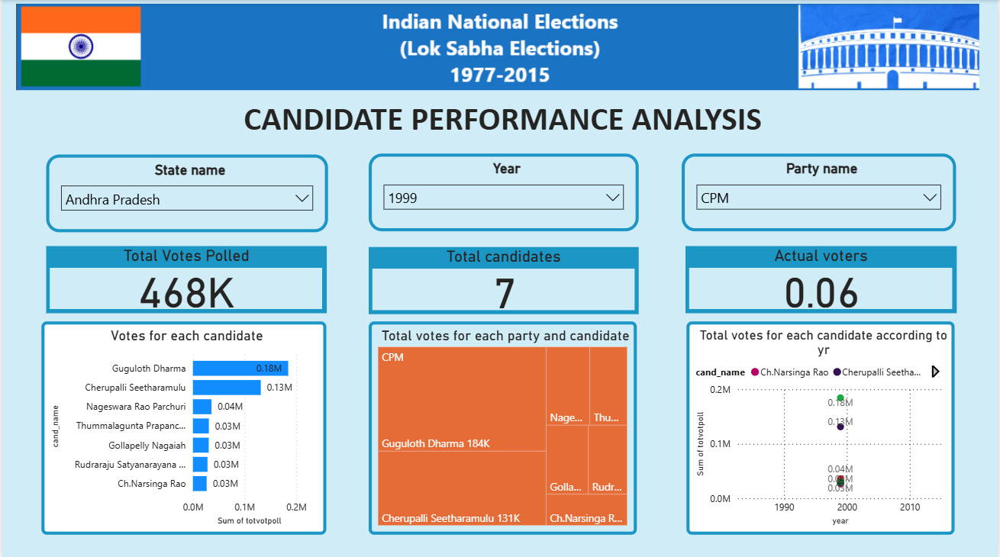 Indian National Elections
(Lok Sabha Elections)
1977-2015
CANDIDATE PERFORMANCE ANALYSIS
State name
Andhra Pradesh
Year
1999
Party name
CPM
Total Votes Polled
468K
Total candidates
7
Actual voters
0.06
Votes for each candidate
cand_name
Guguloth Dharma 0.18M
Cherupalli Seetharamulu 0.13M
Nageswara Rao Parchuri 0.04M
Thummalagunta Prapanc... 0.03M
Gollapelly Nagaiah 0.03M
Rudraraju Satyanarayana ... 0.03M
Ch.Narsinga Rao 0.03M
0.0M 0.1M 0.2M
Sum of totvotpoll
Total votes for each party and candidate
CPM
Guguloth Dharma 184K
Cherupalli Seetharamulu 131K
Nage... Thu...
Golla... Rudr...
Ch.Narsinga R...
Total votes for each candidate according to
yr
cand_name Ch.Narsinga Rao Cherupalli Seetha...
Sum of totvotpoll
0.2M
0.1M
0.0M
0.18M
0.13M
0.04M
0.03M
1990 2000 2010
year